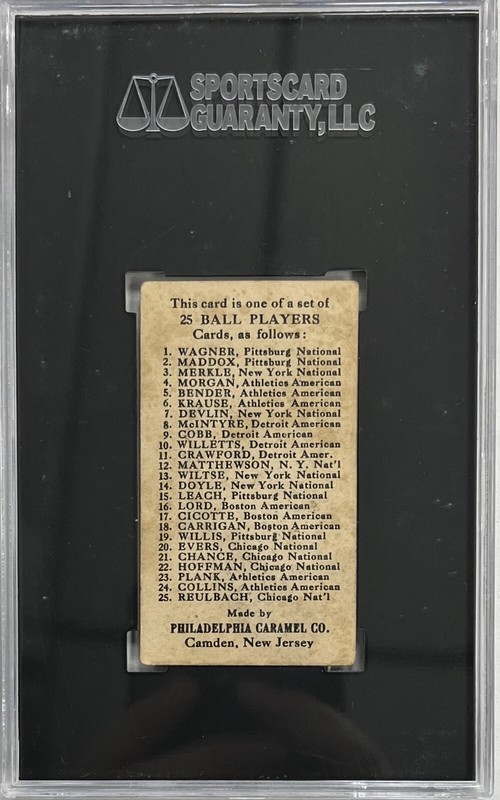 SPORTSCARD
GUARANTY, LLC
This card is one of a set of
25 BALL PLAYERS
Cards, as follows:
1. WAGNER, Pittsburg National
2. MADDOX, Pittsburg National
3. MERKLE, New York National
4. MORGAN, Athletics American
5. BENDER, Athletics American
6. KRAUSE, Athletics American
7. DEVLIN, New York National
8. McINTYRE, Detroit American
9. COBB, Detroit American
10. WILLETTS, Detroit American
11. CRAWFORD, Detroit Amer.
12. MATTHEWSON, N. Y. Nat'l
13. WILTSE, New York National
14. DOYLE, New York National
15. LEACH, Pittsburg National
16. LORD, Boston American
17. CICOTTE, Boston American
18. CARRIGAN, Boston American
19. WILLIS, Pittsburg National
20. EVERS, Chicago National
21. CHANCE, Chicago National
22. HOFFMAN, Chicago National
23. PLANK, Athletics American
24. COLLINS, Athletics American
25. REULBACH, Chicago Nat'l
Made by
PHILADELPHIA CARAMEL CO.
Camden, New Jersey